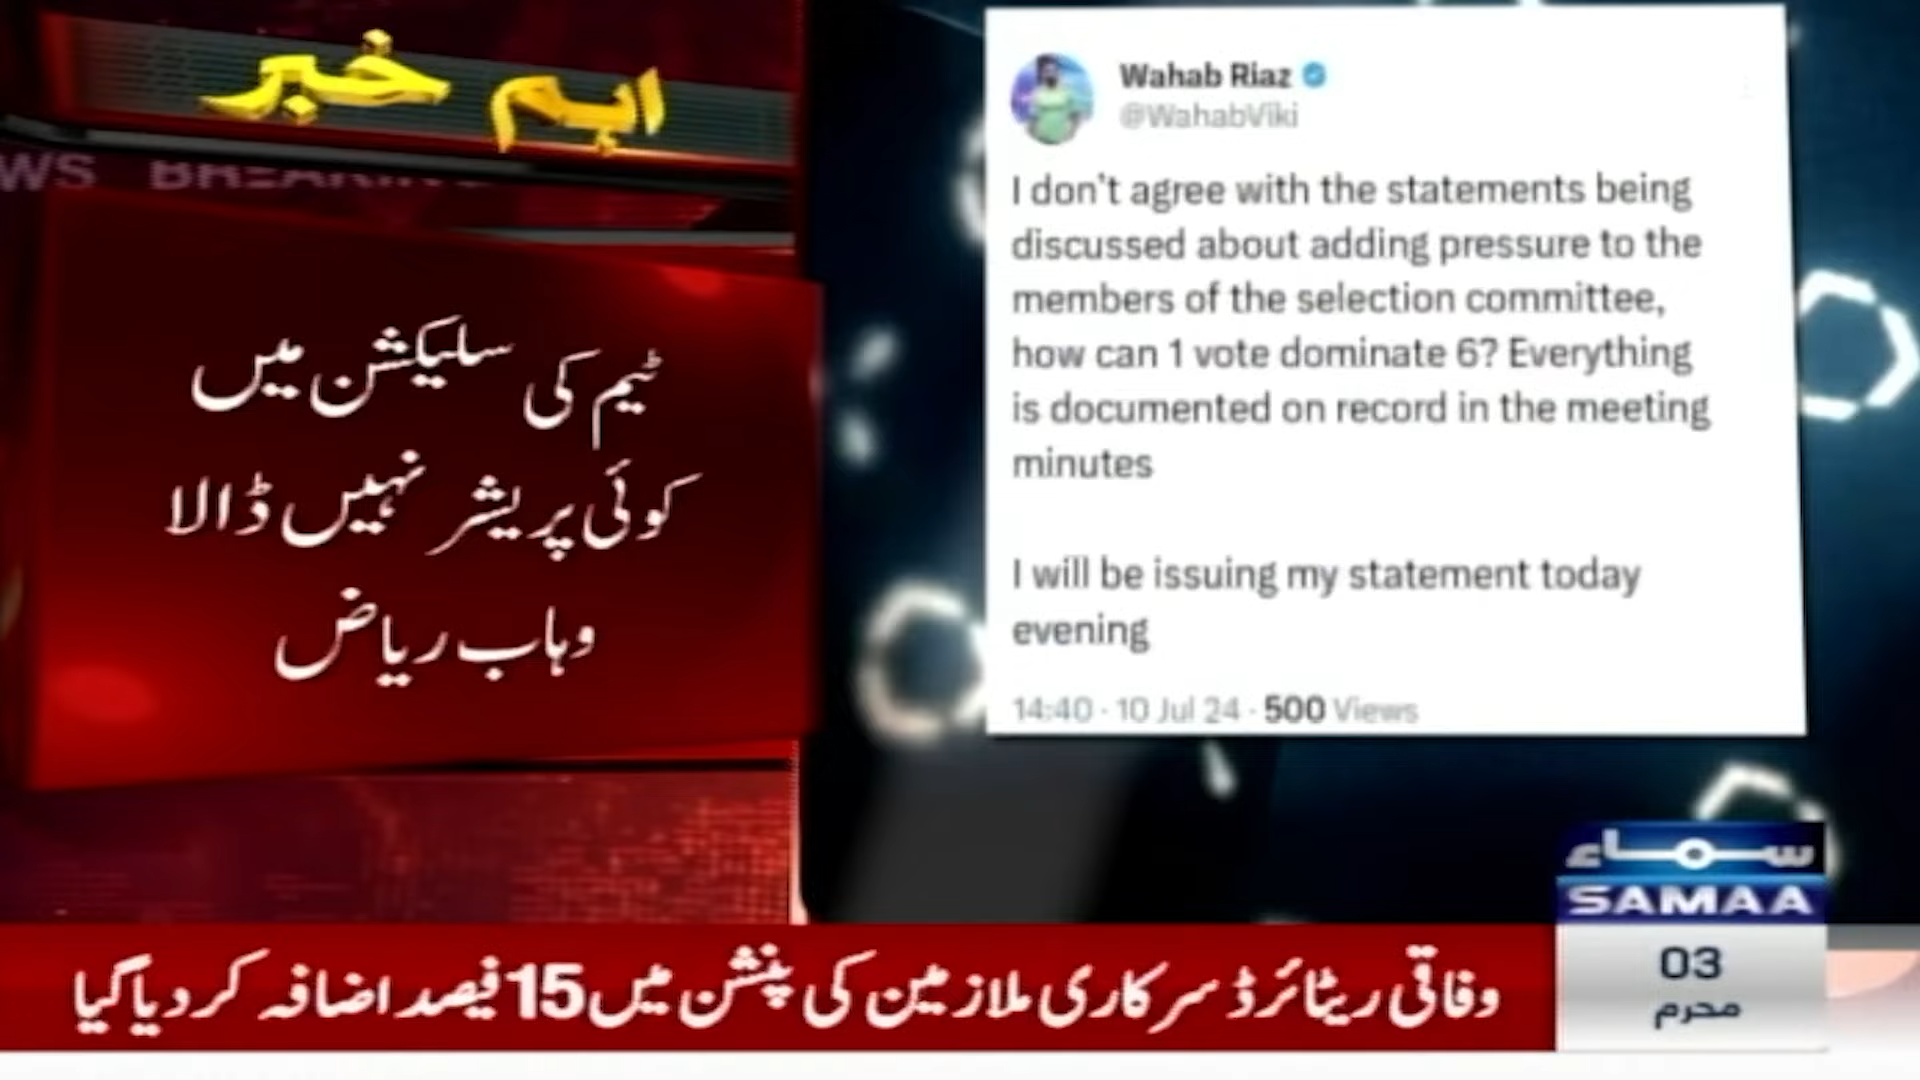 اہم خبر
WS BREAKING
ٹیم کی سلیکشن میں
کوئی پریشر نہیں ڈالا
وہاب ریاض
Wahab Riaz
@WahabViki
I don't agree with the statements being
discussed about adding pressure to the
members of the selection committee,
how can 1 vote dominate 6? Everything
is documented on record in the meeting
minutes
I will be issuing my statement today
evening
14:40 · 10 Jul 24 · 500 Views
سماء
SAMAA
03
محرم
وفاقی ریٹائرڈ سرکاری ملازمین کی پنشن میں 15 فیصد اضافہ کر دیا گیا